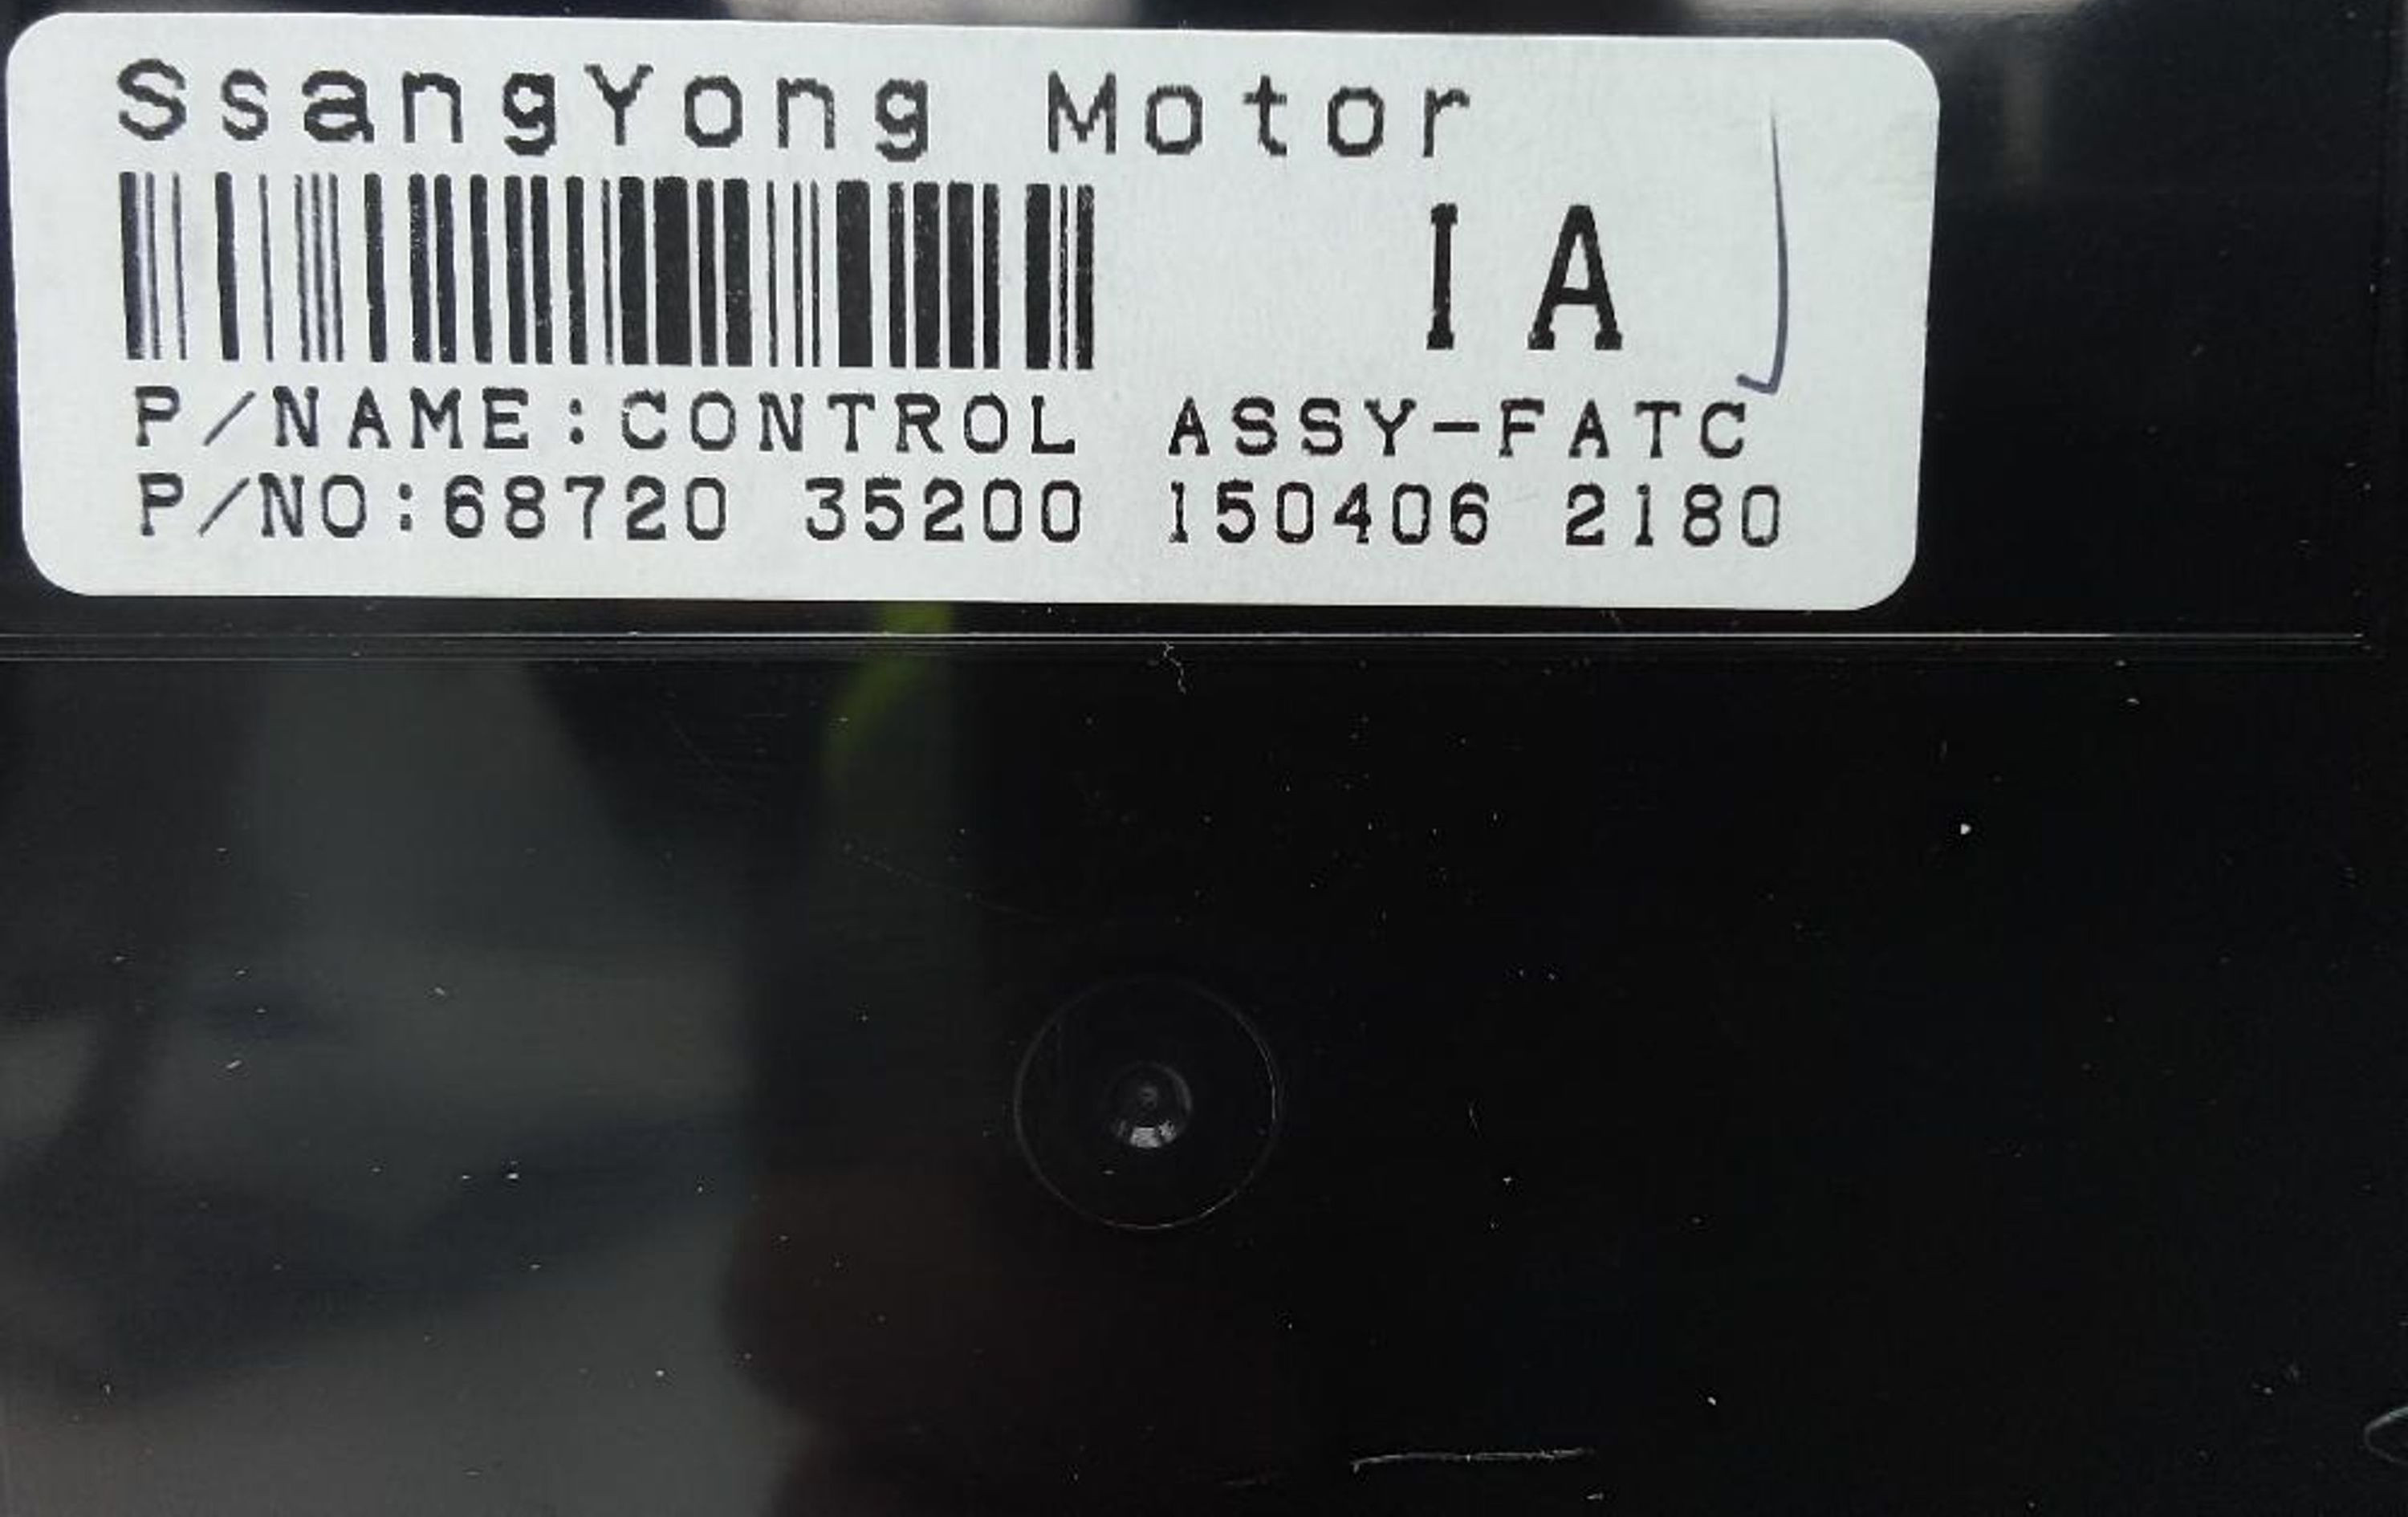 SsangYong Motor
IA
P/NAME:CONTROL ASSY-FATC
P/NO:68720 35200 150406 2180